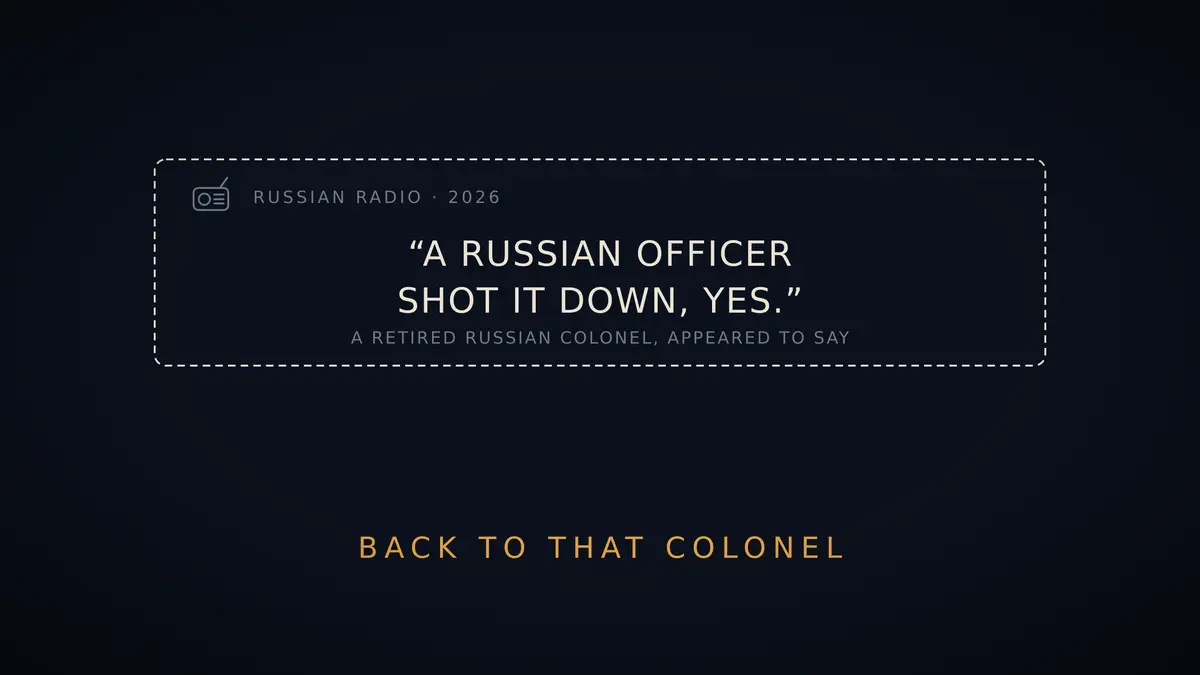 RUSSIAN RADIO · 2026
“A RUSSIAN OFFICER
SHOT IT DOWN, YES.”
A RETIRED RUSSIAN COLONEL, APPEARED TO SAY
BACK TO THAT COLONEL